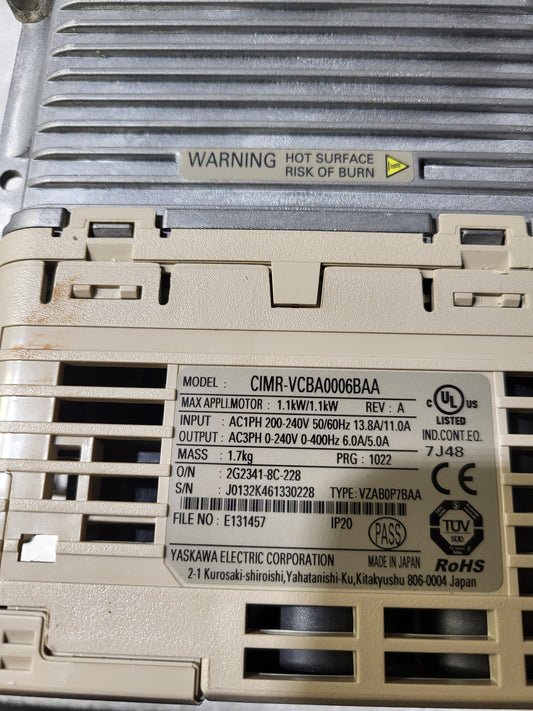 WARNING HOT SURFACE
RISK OF BURN
MODEL : CIMR-VCBA0006BAA
MAX APPLI.MOTOR : 1.1kW/1.1kW REV : A
INPUT : AC1PH 200-240V 50/60Hz 13.8A/11.0A
OUTPUT : AC3PH 0-240V 0-400Hz 6.0A/5.0A
MASS : 1.7kg PRG : 1022
O/N : 2G2341-8C-228
S/N : J0132K461330228 TYPE: VZAB0P7BAA
FILE NO : E131457 IP20 PASS
YASKAWA ELECTRIC CORPORATION MADE IN JAPAN
2-1 Kurosaki-shiroishi,Yahatanishi-Ku,Kitakyushu 806-0004 Japan
C UL US
LISTED
IND.CONT.EQ.
7J48
CE
TÜV
SÜD
RoHS